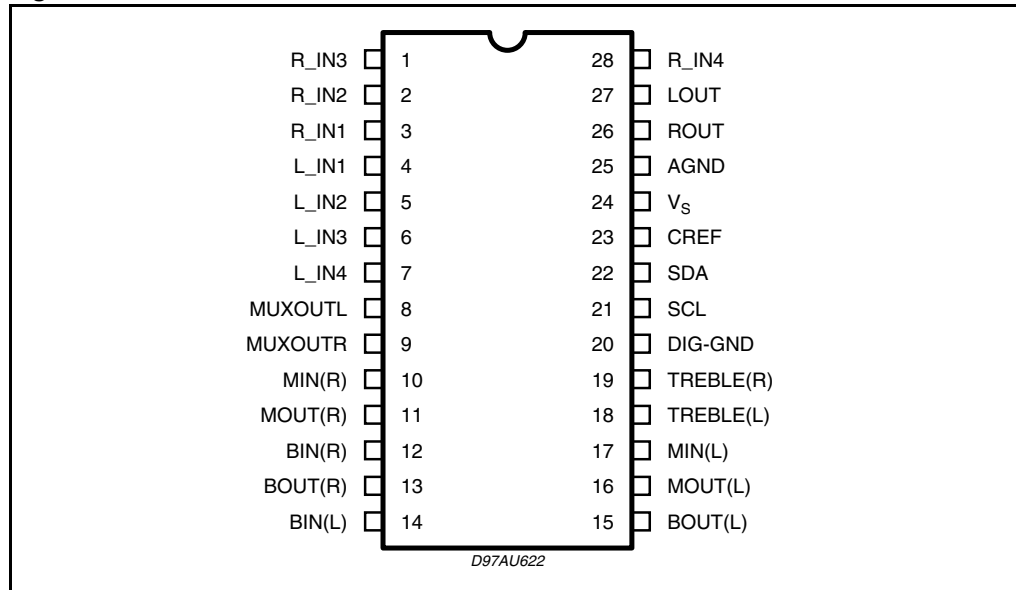 R_IN3 1 28 R_IN4
R_IN2 2 27 LOUT
R_IN1 3 26 ROUT
L_IN1 4 25 AGND
L_IN2 5 24 VS
L_IN3 6 23 CREF
L_IN4 7 22 SDA
MUXOUTL 8 21 SCL
MUXOUTR 9 20 DIG-GND
MIN(R) 10 19 TREBLE(R)
MOUT(R) 11 18 TREBLE(L)
BIN(R) 12 17 MIN(L)
BOUT(R) 13 16 MOUT(L)
BIN(L) 14 15 BOUT(L)
D97AU622